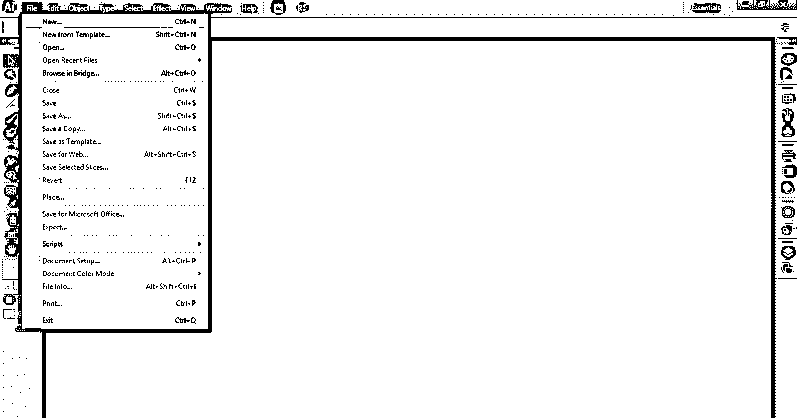 Ai File Edit Object Type Select Effect View Window Help Essentials
New... Ctrl+N
New from Template... Shift+Ctrl+N
Open... Ctrl+O
Open Recent Files
Browse in Bridge... Alt+Ctrl+O
Close Ctrl+W
Save Ctrl+S
Save As... Shift+Ctrl+S
Save a Copy... Alt+Ctrl+S
Save as Template...
Save for Web... Alt+Shift+Ctrl+S
Save Selected Slices...
Revert F12
Place...
Save for Microsoft Office...
Export...
Scripts
Document Setup... Alt+Ctrl+P
Document Color Mode
File Info... Alt+Shift+Ctrl+I
Print... Ctrl+P
Exit Ctrl+Q